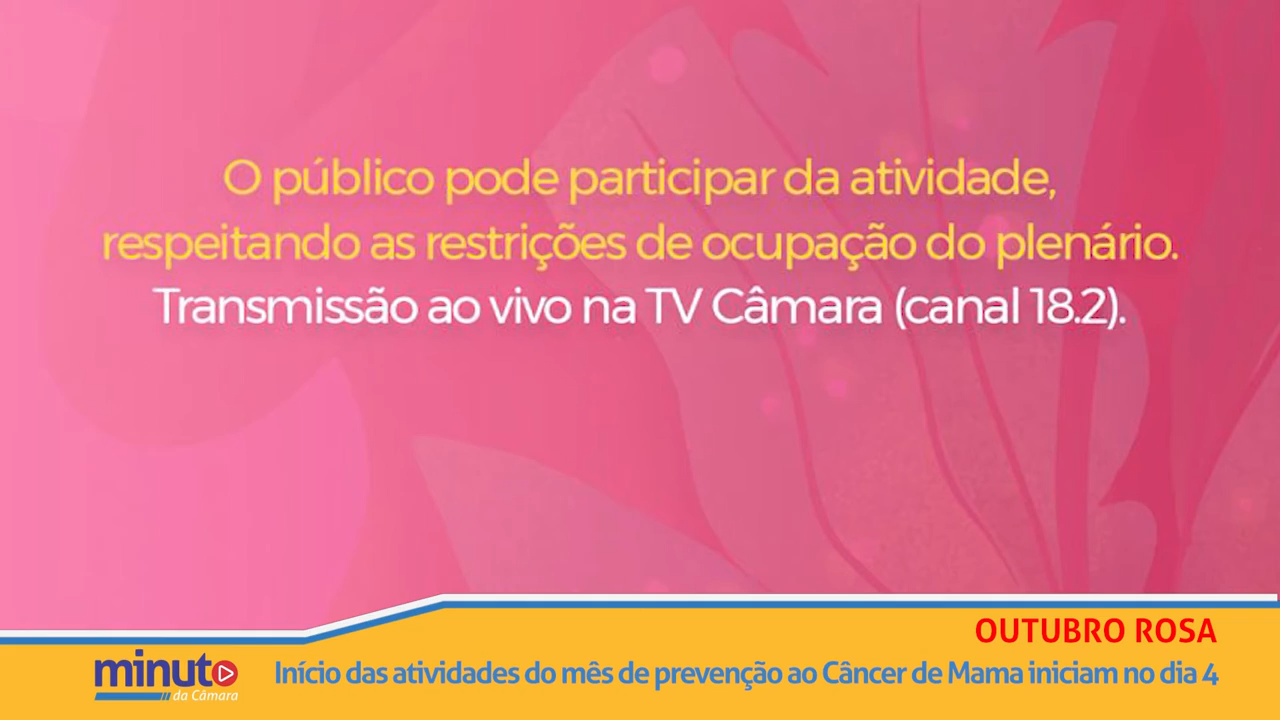 O público pode participar da atividade,
respeitando as restrições de ocupação do plenário.
Transmissão ao vivo na TV Câmara (canal 18.2).
OUTUBRO ROSA
minuto
da Câmara
Início das atividades do mês de prevenção ao Câncer de Mama iniciam no dia 4